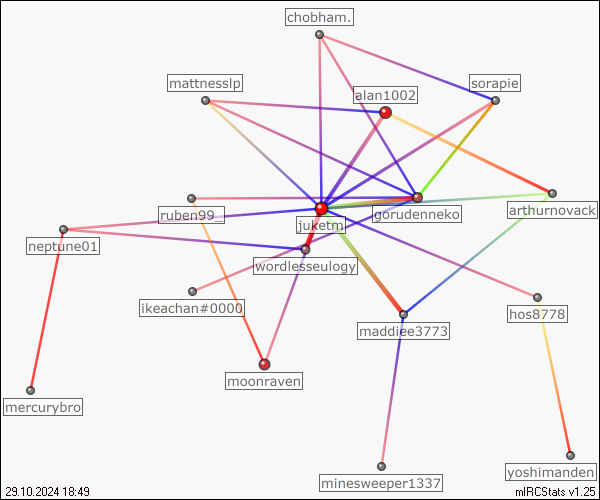 chobham.
mattnesslp
sorapie
alan1002
ruben99_
gorudenneko
arthurnovack
juketm
neptune01
wordlesseulogy
ikeachan#0000
hos8778
maddiee3773
moonraven
mercurybro
yoshimanden
minesweeper1337
29.10.2024 18:49
mIRCStats v1.25